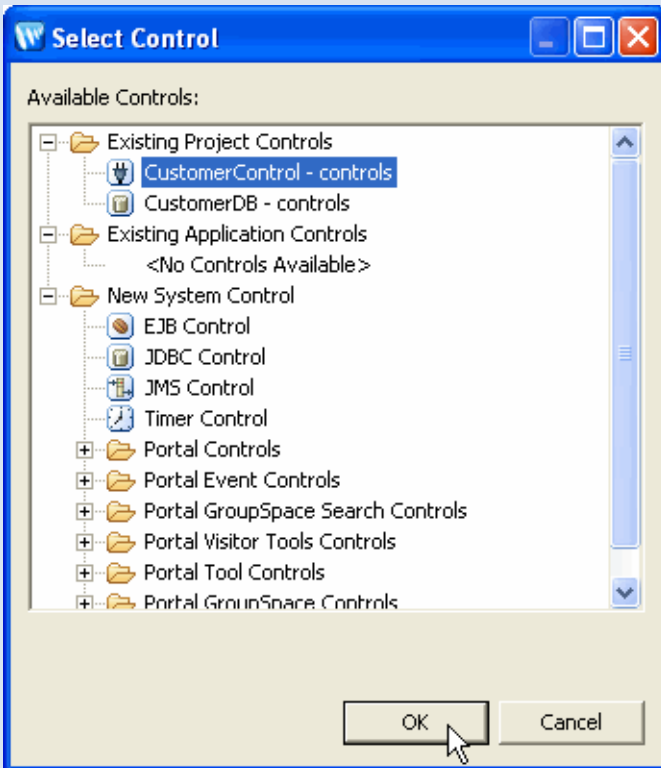 Select Control
Available Controls:
Existing Project Controls
CustomerControl - controls
CustomerDB - controls
Existing Application Controls
<No Controls Available>
New System Control
EJB Control
JDBC Control
JMS Control
Timer Control
Portal Controls
Portal Event Controls
Portal GroupSpace Search Controls
Portal Visitor Tools Controls
Portal Tool Controls
Portal GroupSpace Controls
OK Cancel